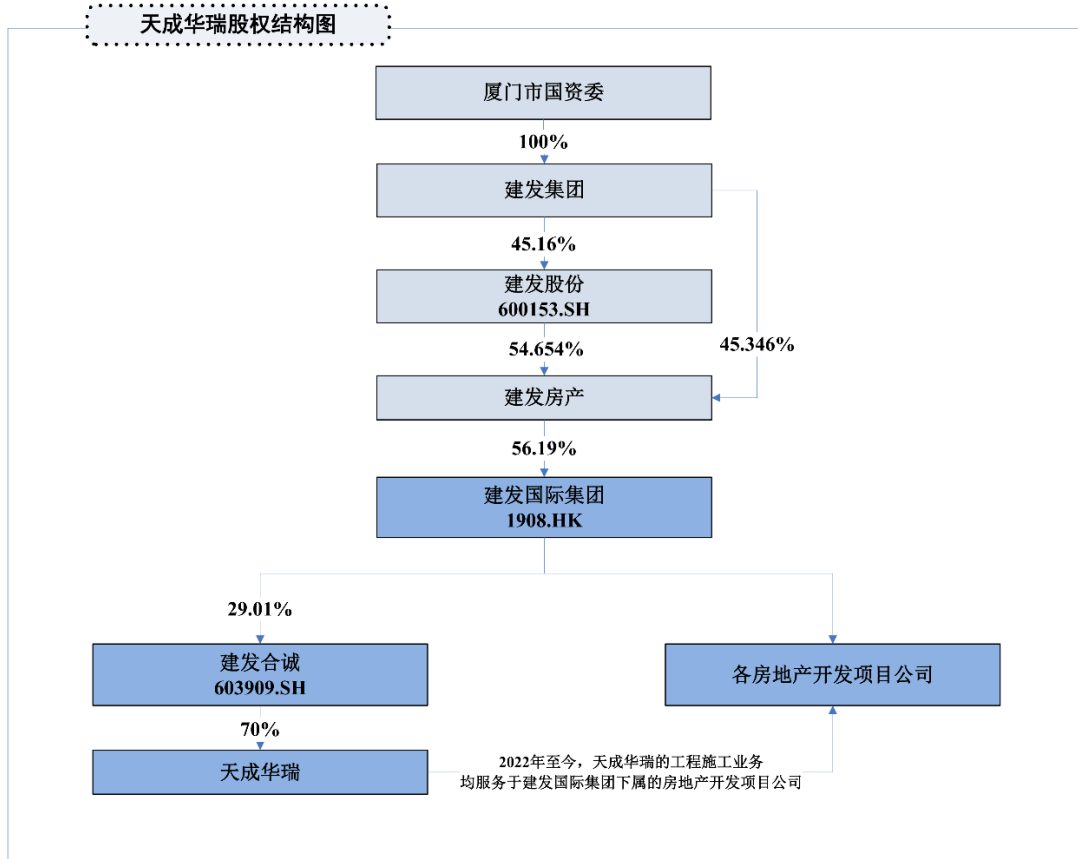 天成华瑞股权结构图
厦门市国资委
100%
建发集团
45.16%
建发股份
600153.SH
54.654%
45.346%
建发房产
56.19%
建发国际集团
1908.HK
29.01%
建发合诚
603909.SH
各房地产开发项目公司
70%
天成华瑞
2022年至今，天成华瑞的工程施工业务
均服务于建发国际集团下属的房地产开发项目公司